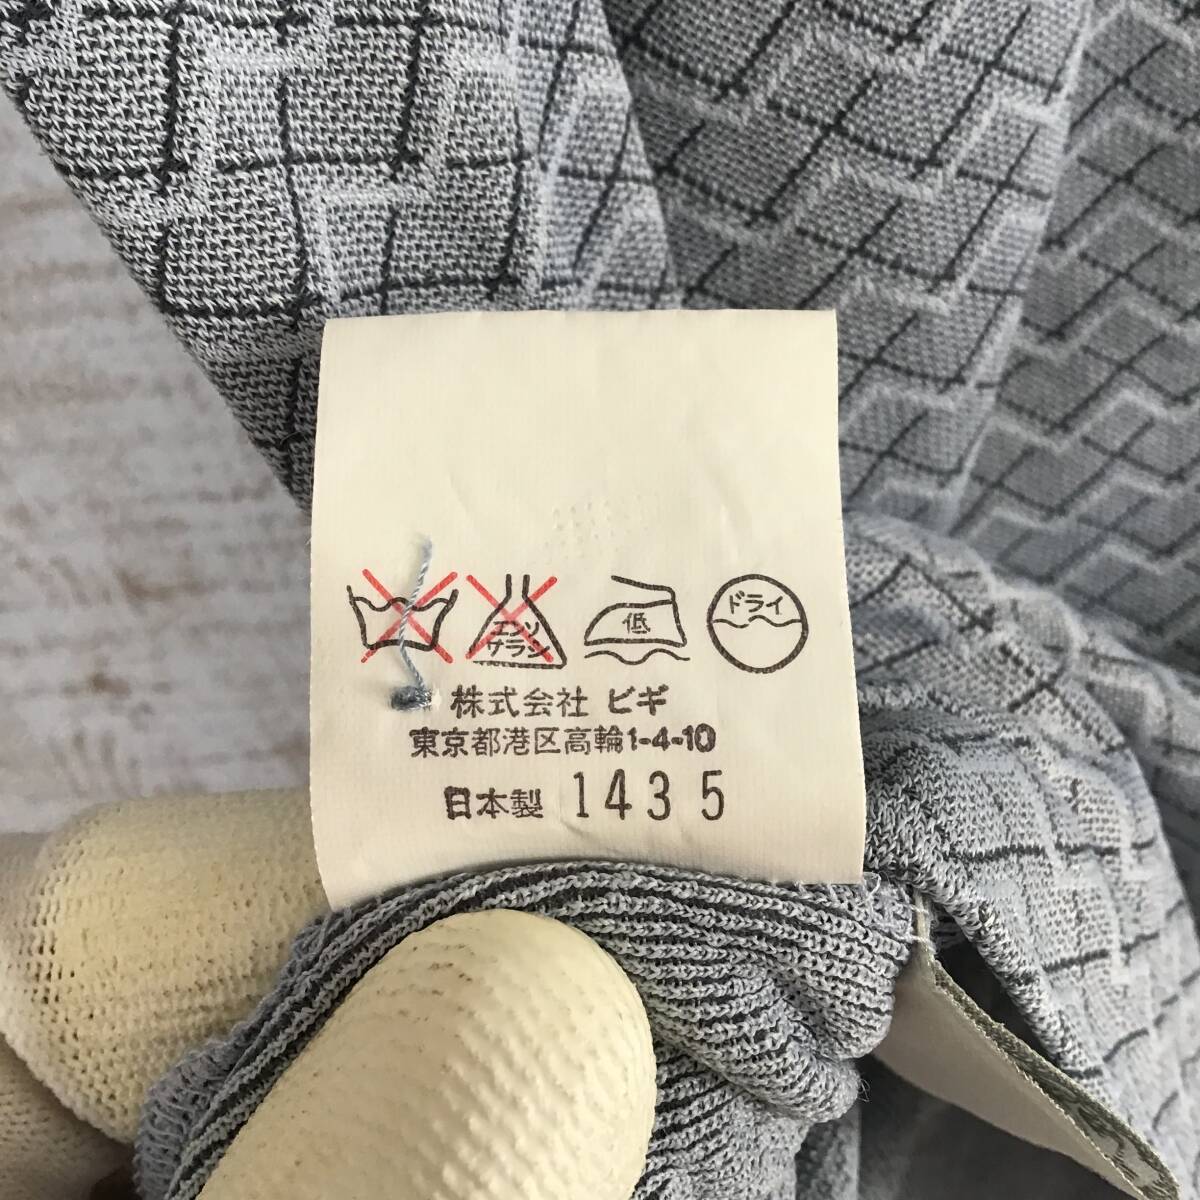 エンソ
サラシ
低
ドライ
株式会社 ビギ
東京都港区高輪1-4-10
日本製 1435